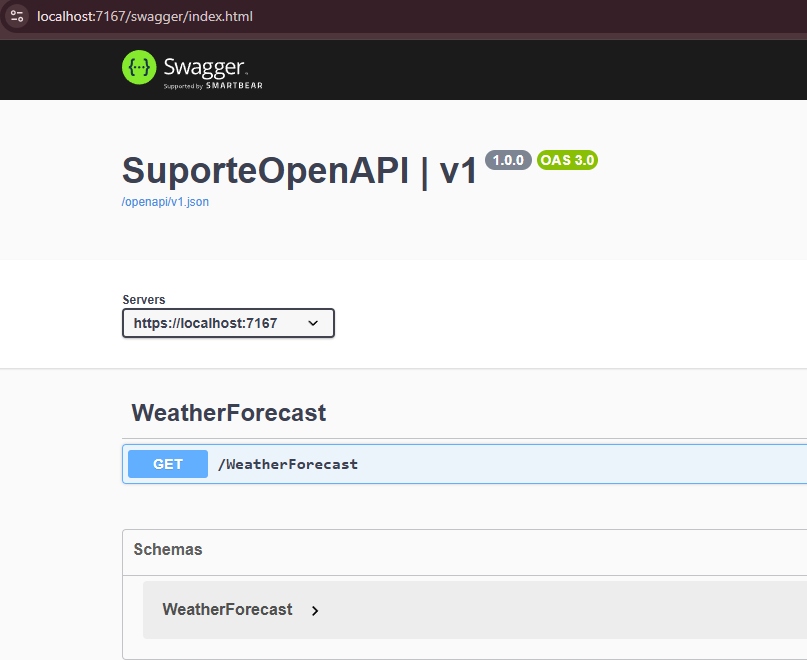 localhost:7167/swagger/index.html
{···} Swagger
Supported by SMARTBEAR
SuporteOpenAPI | v1 1.0.0 OAS 3.0
/openapi/v1.json
Servers
https://localhost:7167
WeatherForecast
GET /WeatherForecast
Schemas
WeatherForecast